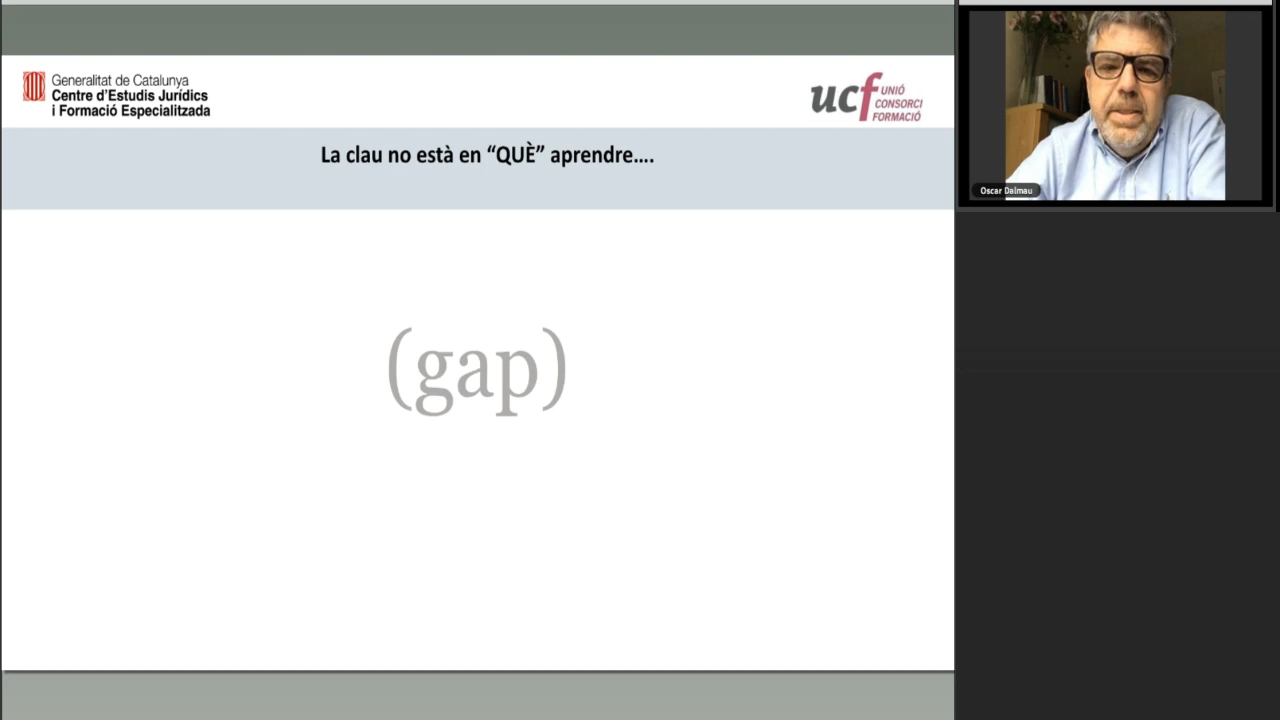 Generalitat de Catalunya
Centre d'Estudis Jurídics
i Formació Especialitzada
ucf UNIÓ
CONSORCI
FORMACIÓ
La clau no està en “QUÈ” aprendre....
(gap)
Oscar Dalmau